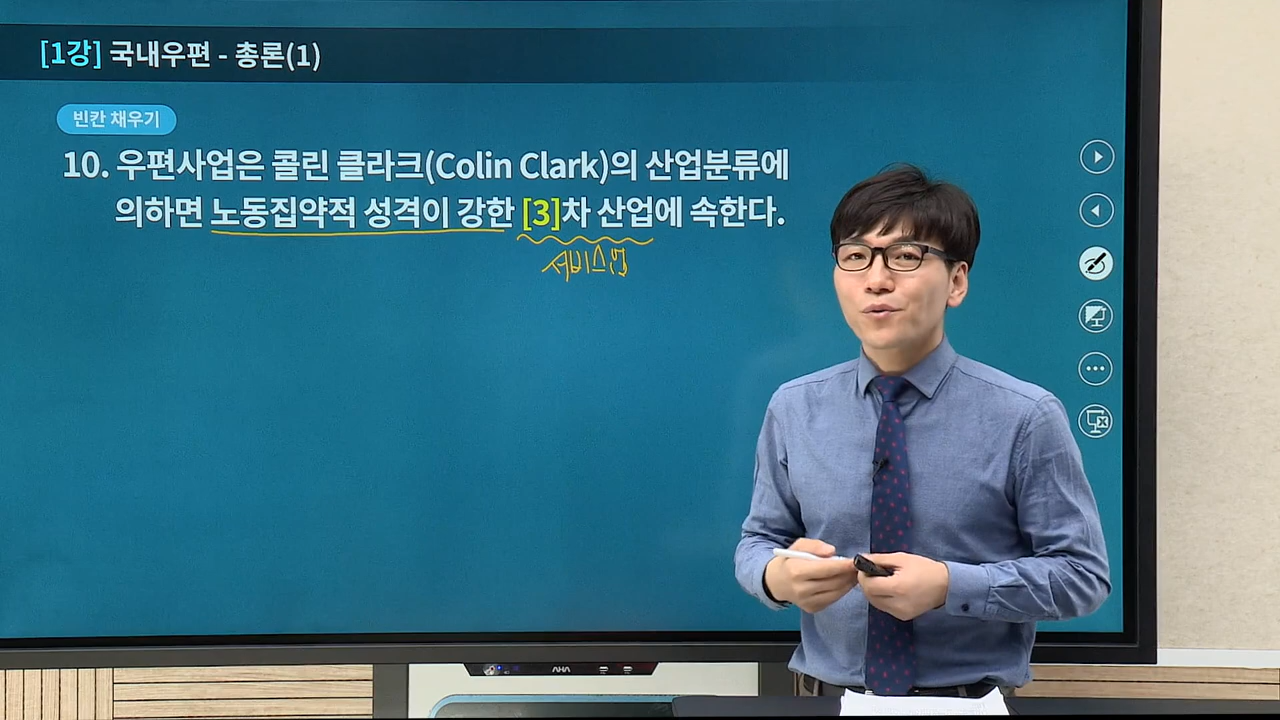 [1강] 국내우편 - 총론(1)
빈칸 채우기
10. 우편사업은 콜린 클라크(Colin Clark)의 산업분류에
의하면 노동집약적 성격이 강한 [3]차 산업에 속한다.
서비스업
AHA